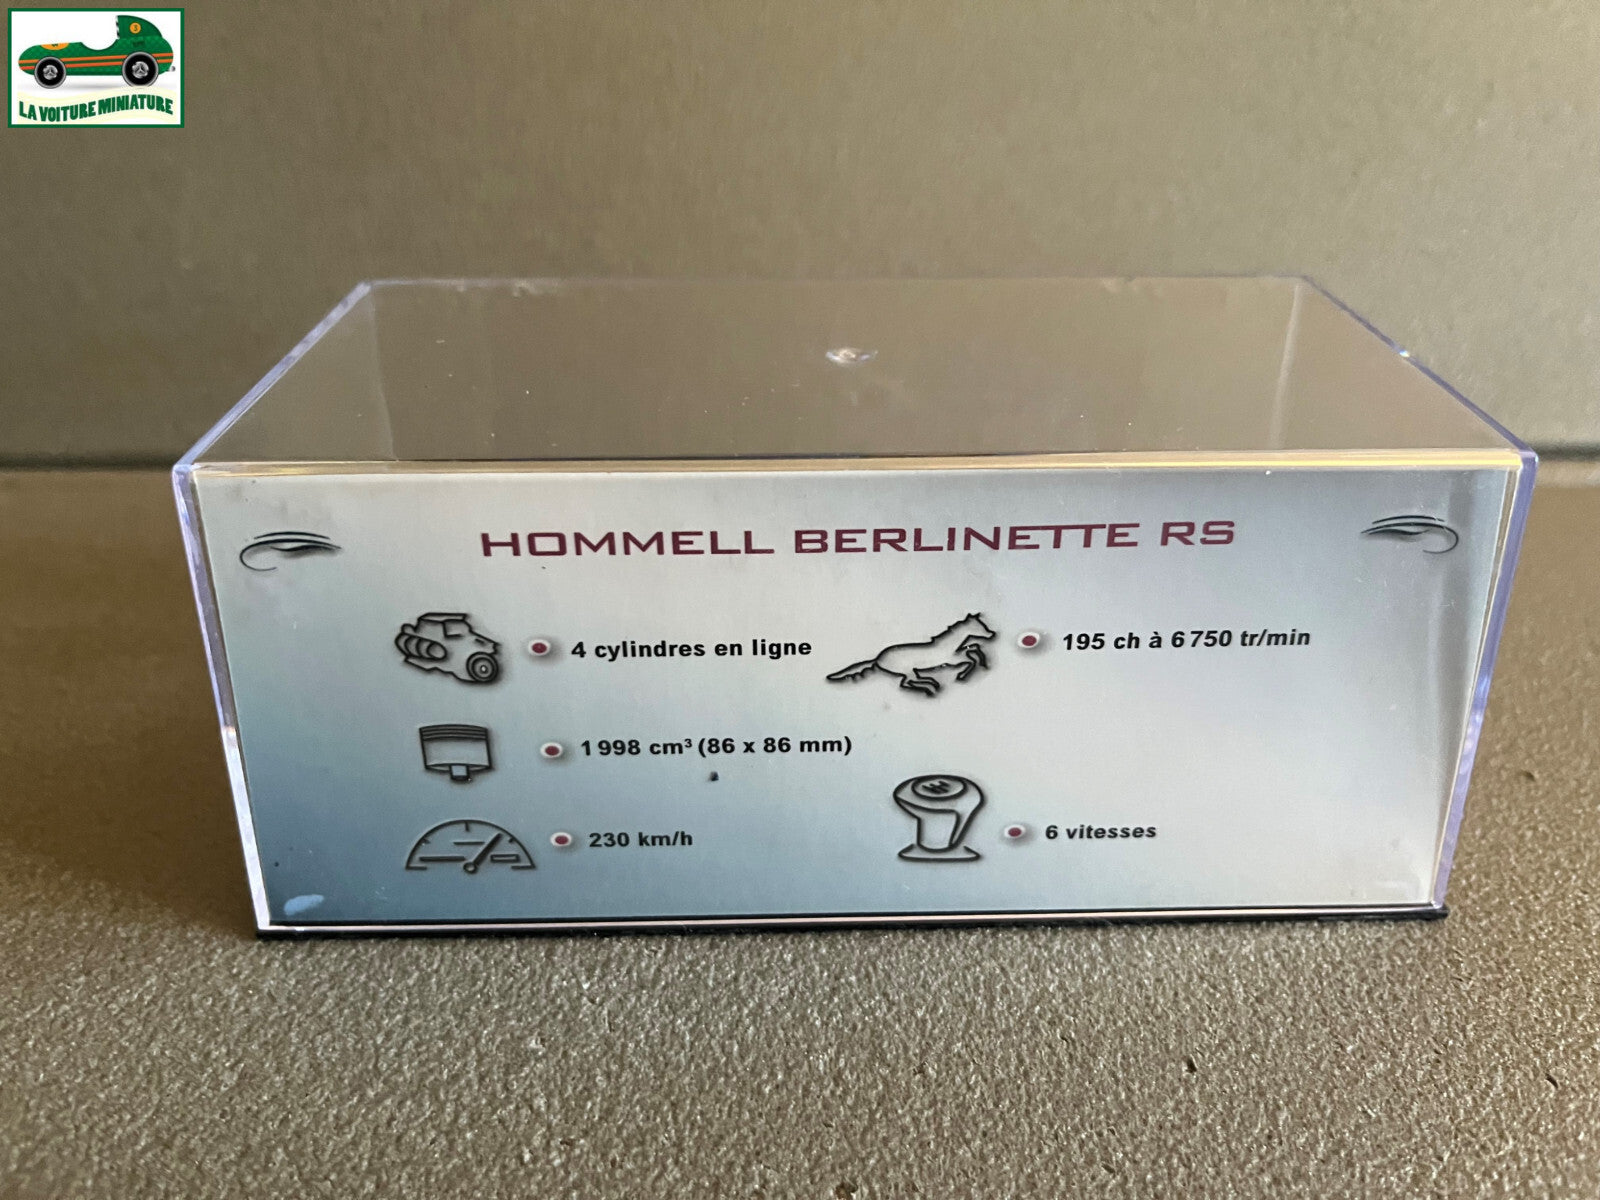 LA VOITURE MINIATURE
HOMMELL BERLINETTE RS
4 cylindres en ligne
195 ch à 6 750 tr/min
1 998 cm³ (86 x 86 mm)
230 km/h
6 vitesses